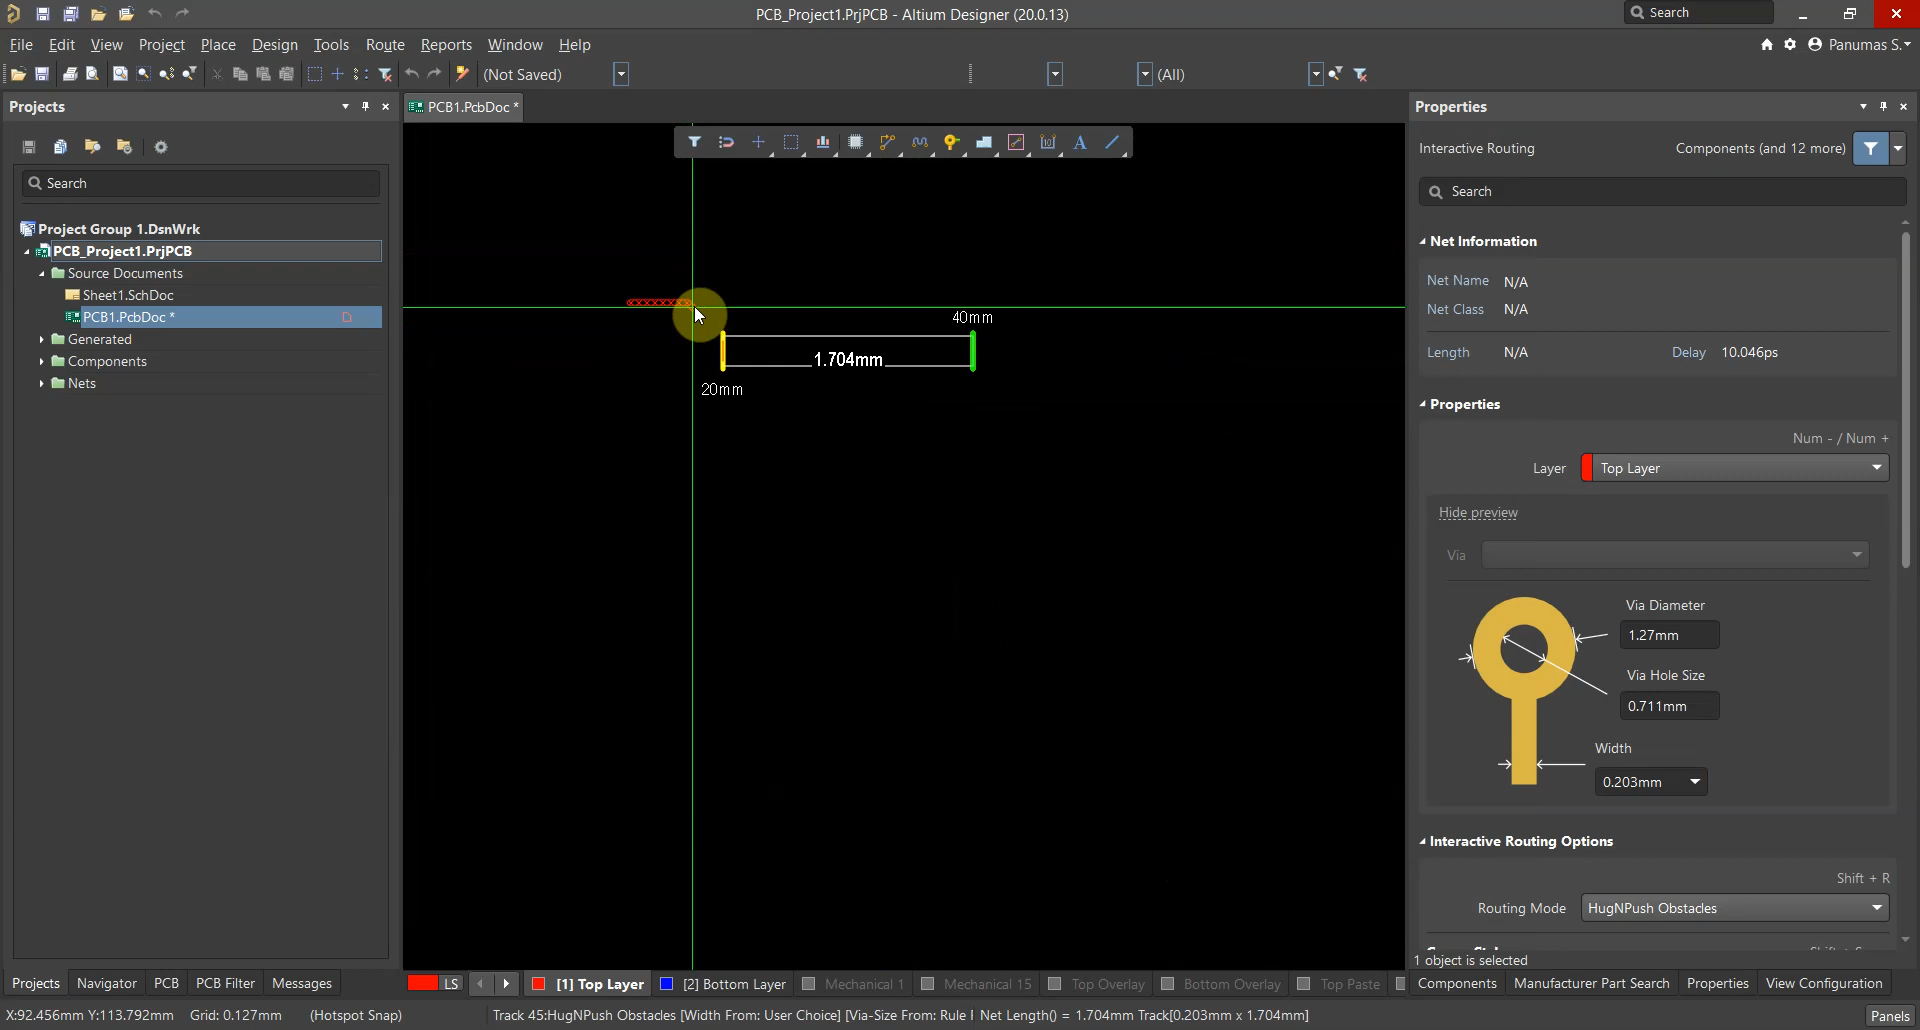 PCB_Project1.PrjPCB - Altium Designer (20.0.13)
Search
File Edit View Project Place Design Tools Route Reports Window Help
Panumas S.
(Not Saved)
(All)
Projects
PCB1.PcbDoc *
Properties
Interactive Routing
Components (and 12 more)
Search
Search
Project Group 1.DsnWrk
PCB_Project1.PrjPCB
Source Documents
Sheet1.SchDoc
PCB1.PcbDoc *
Generated
Components
Nets
40mm
1.704mm
20mm
Net Information
Net Name N/A
Net Class N/A
Length N/A Delay 10.046ps
Properties
Num - / Num +
Layer Top Layer
Hide preview
Via
Via Diameter
1.27mm
Via Hole Size
0.711mm
Width
0.203mm
Interactive Routing Options
Shift + R
Routing Mode HugNPush Obstacles
1 object is selected
Projects Navigator PCB PCB Filter Messages
LS [1] Top Layer [2] Bottom Layer Mechanical 1 Mechanical 15 Top Overlay Bottom Overlay Top Paste
Components Manufacturer Part Search Properties View Configuration
X:92.456mm Y:113.792mm Grid: 0.127mm (Hotspot Snap)
Track 45:HugNPush Obstacles [Width From: User Choice] [Via-Size From: Rule Net Length() = 1.704mm Track[0.203mm x 1.704mm]
Panels